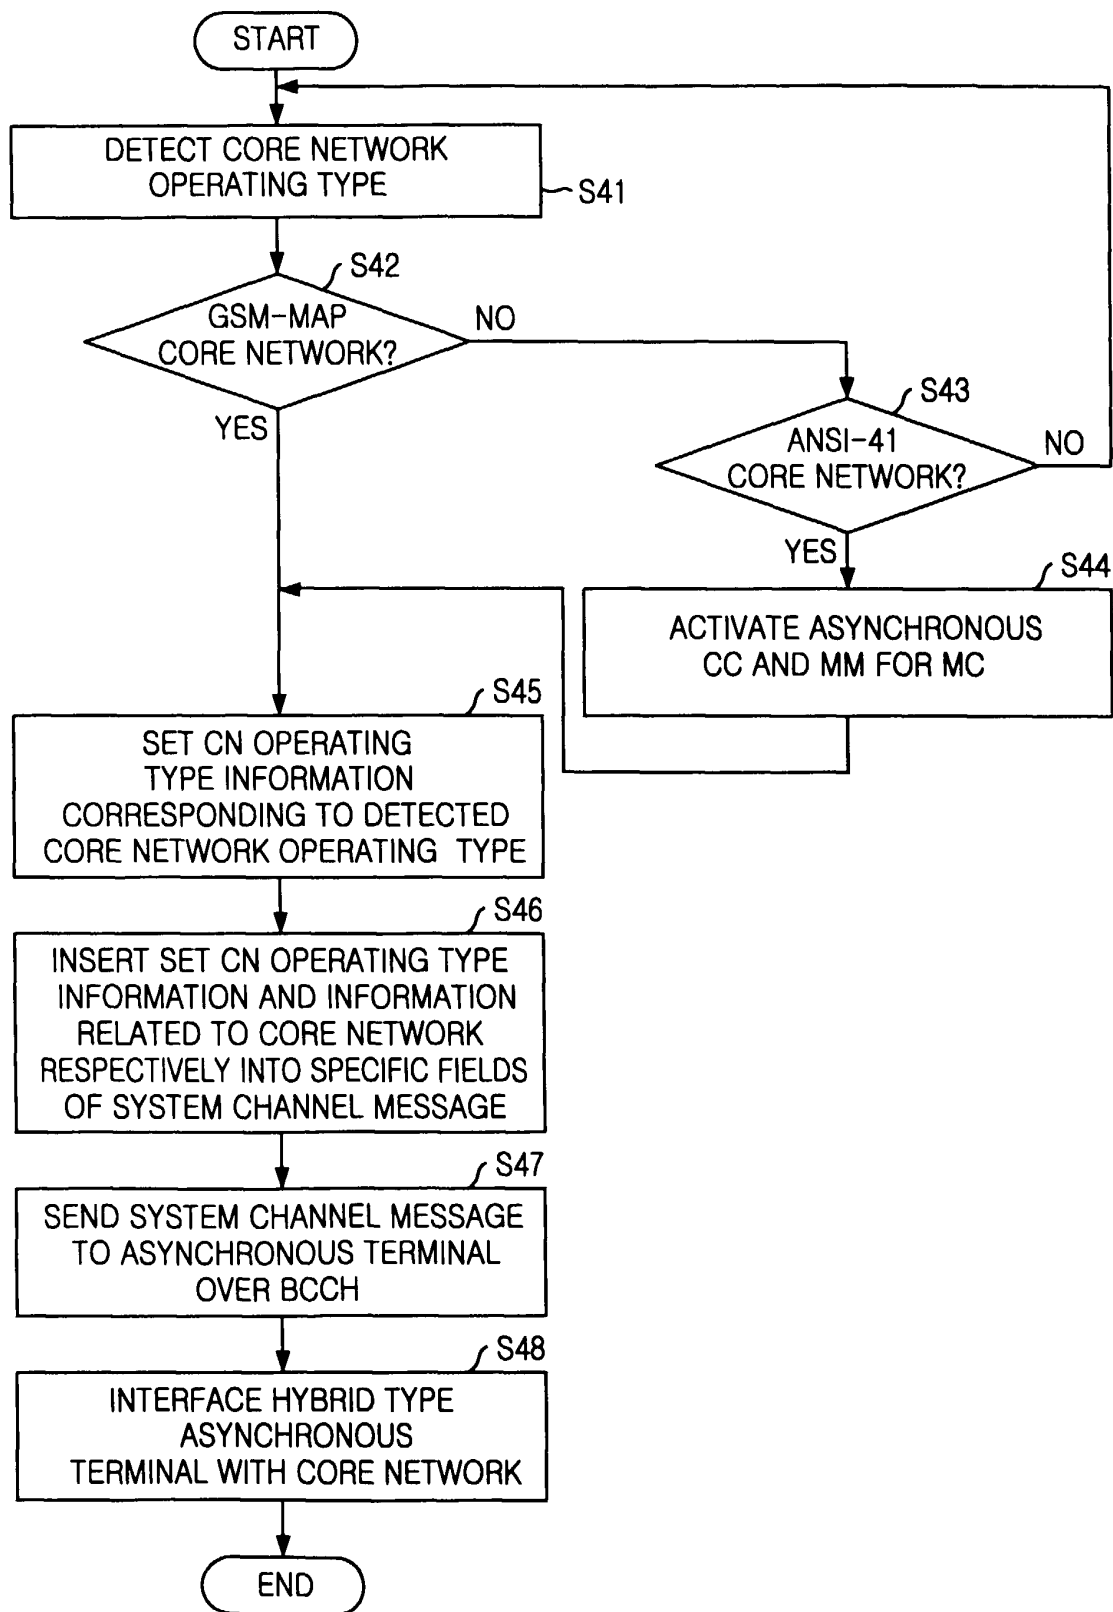 START
DETECT CORE NETWORK
OPERATING TYPE
S41
S42
GSM-MAP
CORE NETWORK?
NO
YES
S43
ANSI-41
CORE NETWORK?
NO
YES
S44
ACTIVATE ASYNCHRONOUS
CC AND MM FOR MC
S45
SET CN OPERATING
TYPE INFORMATION
CORRESPONDING TO DETECTED
CORE NETWORK OPERATING TYPE
S46
INSERT SET CN OPERATING TYPE
INFORMATION AND INFORMATION
RELATED TO CORE NETWORK
RESPECTIVELY INTO SPECIFIC FIELDS
OF SYSTEM CHANNEL MESSAGE
S47
SEND SYSTEM CHANNEL MESSAGE
TO ASYNCHRONOUS TERMINAL
OVER BCCH
S48
INTERFACE HYBRID TYPE
ASYNCHRONOUS
TERMINAL WITH CORE NETWORK
END